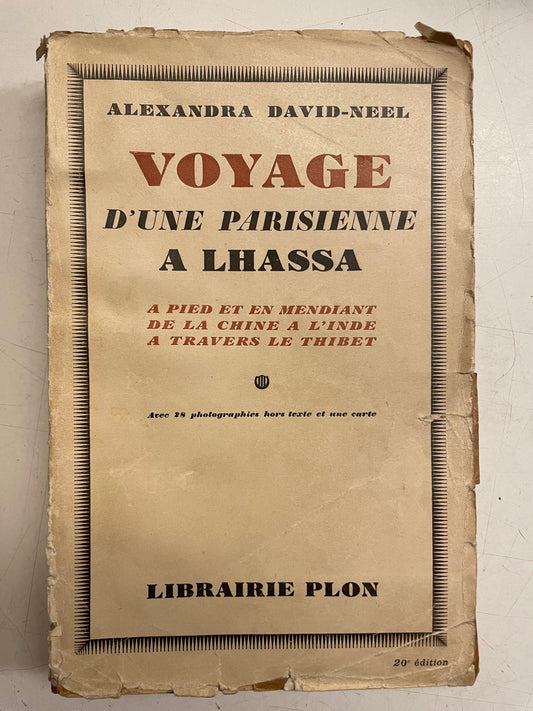 ALEXANDRA DAVID-NEEL
VOYAGE
D'UNE PARISIENNE
A LHASSA
A PIED ET EN MENDIANT
DE LA CHINE A L'INDE
A TRAVERS LE THIBET
Avec 28 photographies hors texte et une carte
LIBRAIRIE PLON
20e édition